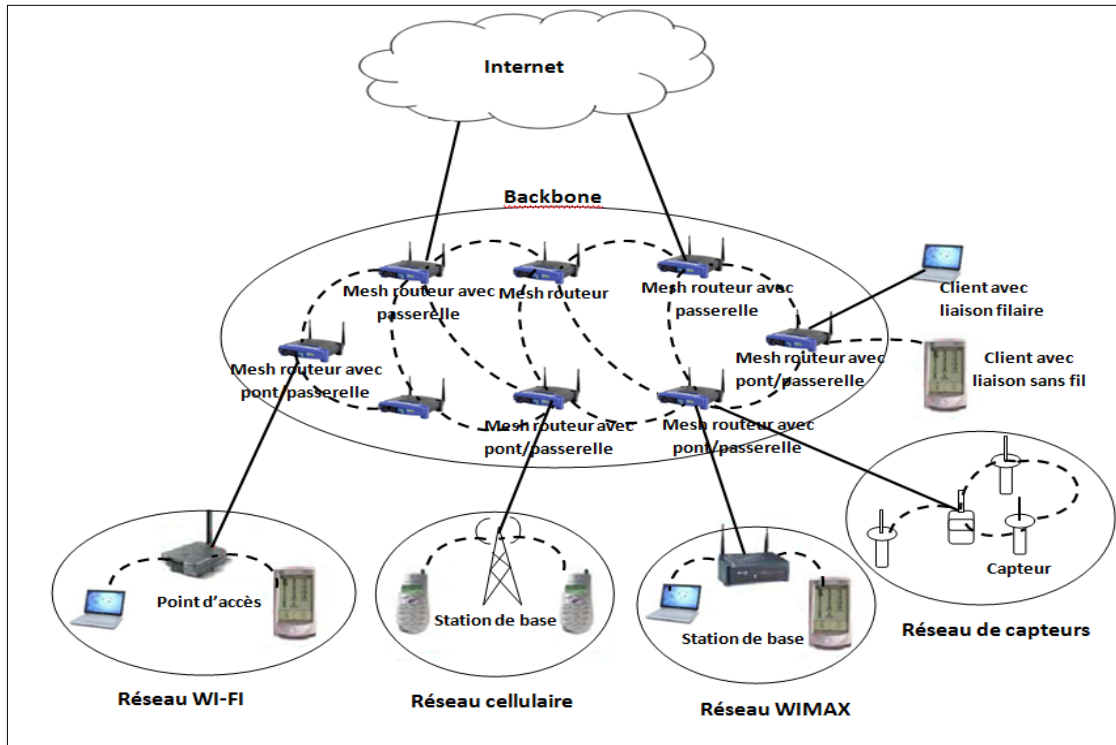 Internet
Backbone
Mesh routeur avec
passerelle
Mesh routeur
Mesh routeur avec
passerelle
Client avec
liaison filaire
Mesh routeur avec
pont/passerelle
Mesh routeur avec
pont/passerelle
Client avec
liaison sans fil
Mesh routeur avec
pont/passerelle
Mesh routeur avec
pont/passerelle
Point d'accès
Station de base
Station de base
Capteur
Réseau de capteurs
Réseau WI-FI
Réseau cellulaire
Réseau WIMAX